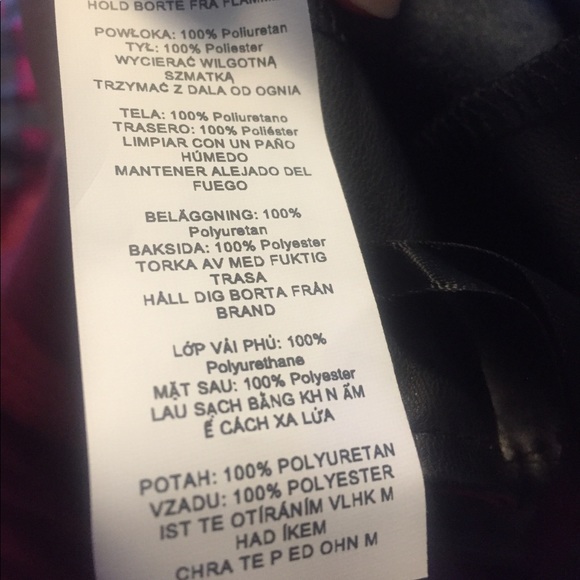 HOLD BORTE FRA FLAMM
POWŁOKA: 100% Poliuretan
TYŁ: 100% Poliester
WYCIERAĆ WILGOTNĄ
SZMATKĄ
TRZYMAĆ Z DALA OD OGNIA
TELA: 100% Poliuretano
TRASERO: 100% Poliéster
LIMPIAR CON UN PAÑO
HÚMEDO
MANTENER ALEJADO DEL
FUEGO
BELÄGGNING: 100%
Polyuretan
BAKSIDA: 100% Polyester
TORKA AV MED FUKTIG
TRASA
HÅLL DIG BORTA FRÅN
BRAND
LỚP VẢI PHỦ: 100%
Polyurethane
MẶT SAU: 100% Polyester
LAU SẠCH BẰNG KH N ẨM
Ể CÁCH XA LỬA
POTAH: 100% POLYURETAN
VZADU: 100% POLYESTER
IST TE OTÍRÁNÍM VLHK M
HAD ÍKEM
CHRA TE P ED OHN M